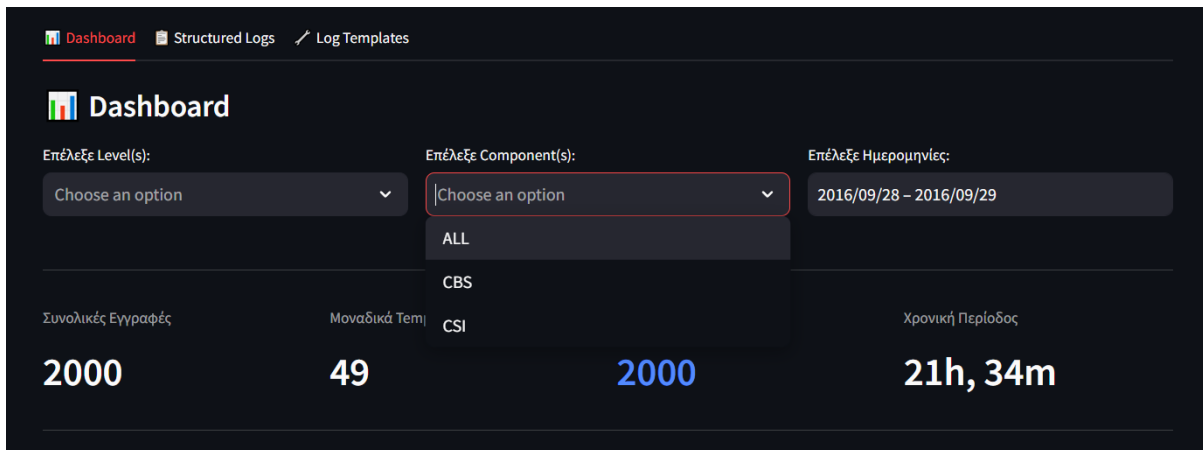 Dashboard Structured Logs Log Templates
Dashboard
Επέλεξε Level(s): Επέλεξε Component(s): Επέλεξε Ημερομηνίες:
Choose an option Choose an option 2016/09/28 – 2016/09/29
ALL
CBS
CSI
Συνολικές Εγγραφές Μοναδικά Χρονική Περίοδος
2000 49 2000 21h, 34m